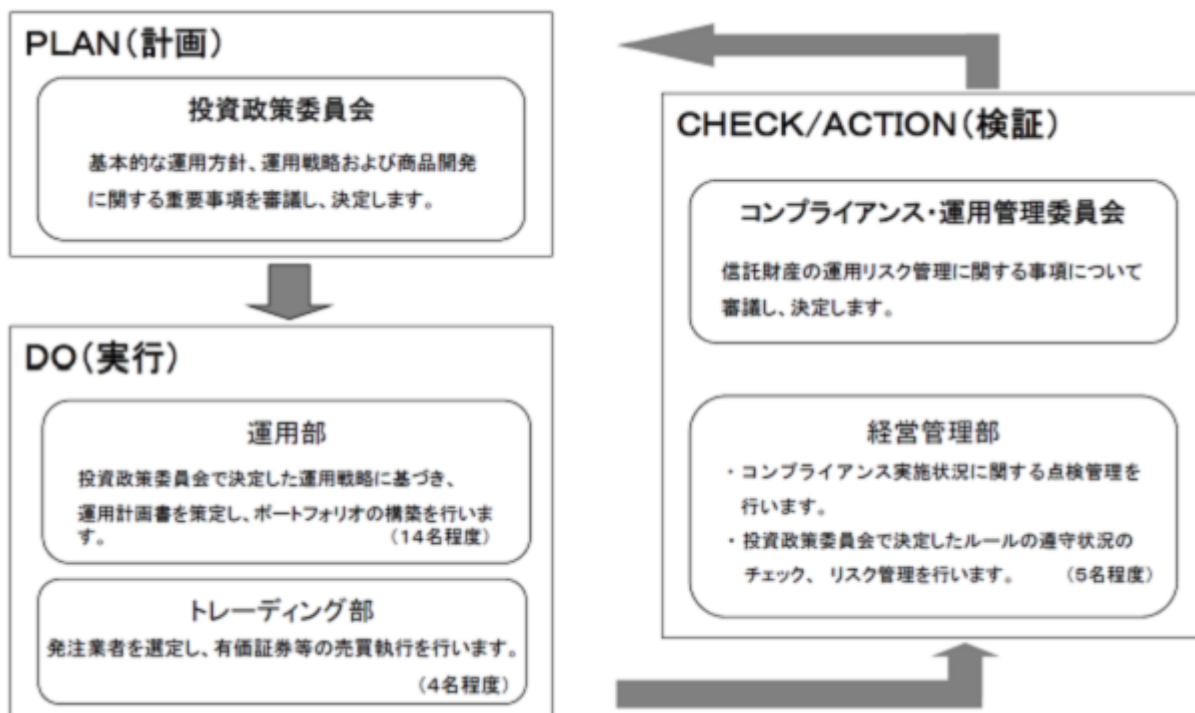 PLAN(計画)
投資政策委員会
基本的な運用方針、運用戦略および商品開発
に関する重要事項を審議し、決定します。
DO(実行)
運用部
投資政策委員会で決定した運用戦略に基づき、
運用計画書を策定し、ポートフォリオの構築を行いま
す。 (14名程度)
トレーディング部
発注業者を選定し、有価証券等の売買執行を行います。
(4名程度)
CHECK/ACTION(検証)
コンプライアンス・運用管理委員会
信託財産の運用リスク管理に関する事項について
審議し、決定します。
経営管理部
・コンプライアンス実施状況に関する点検管理を
行います。
・投資政策委員会で決定したルールの遵守状況の
チェック、 リスク管理を行います。 (5名程度)